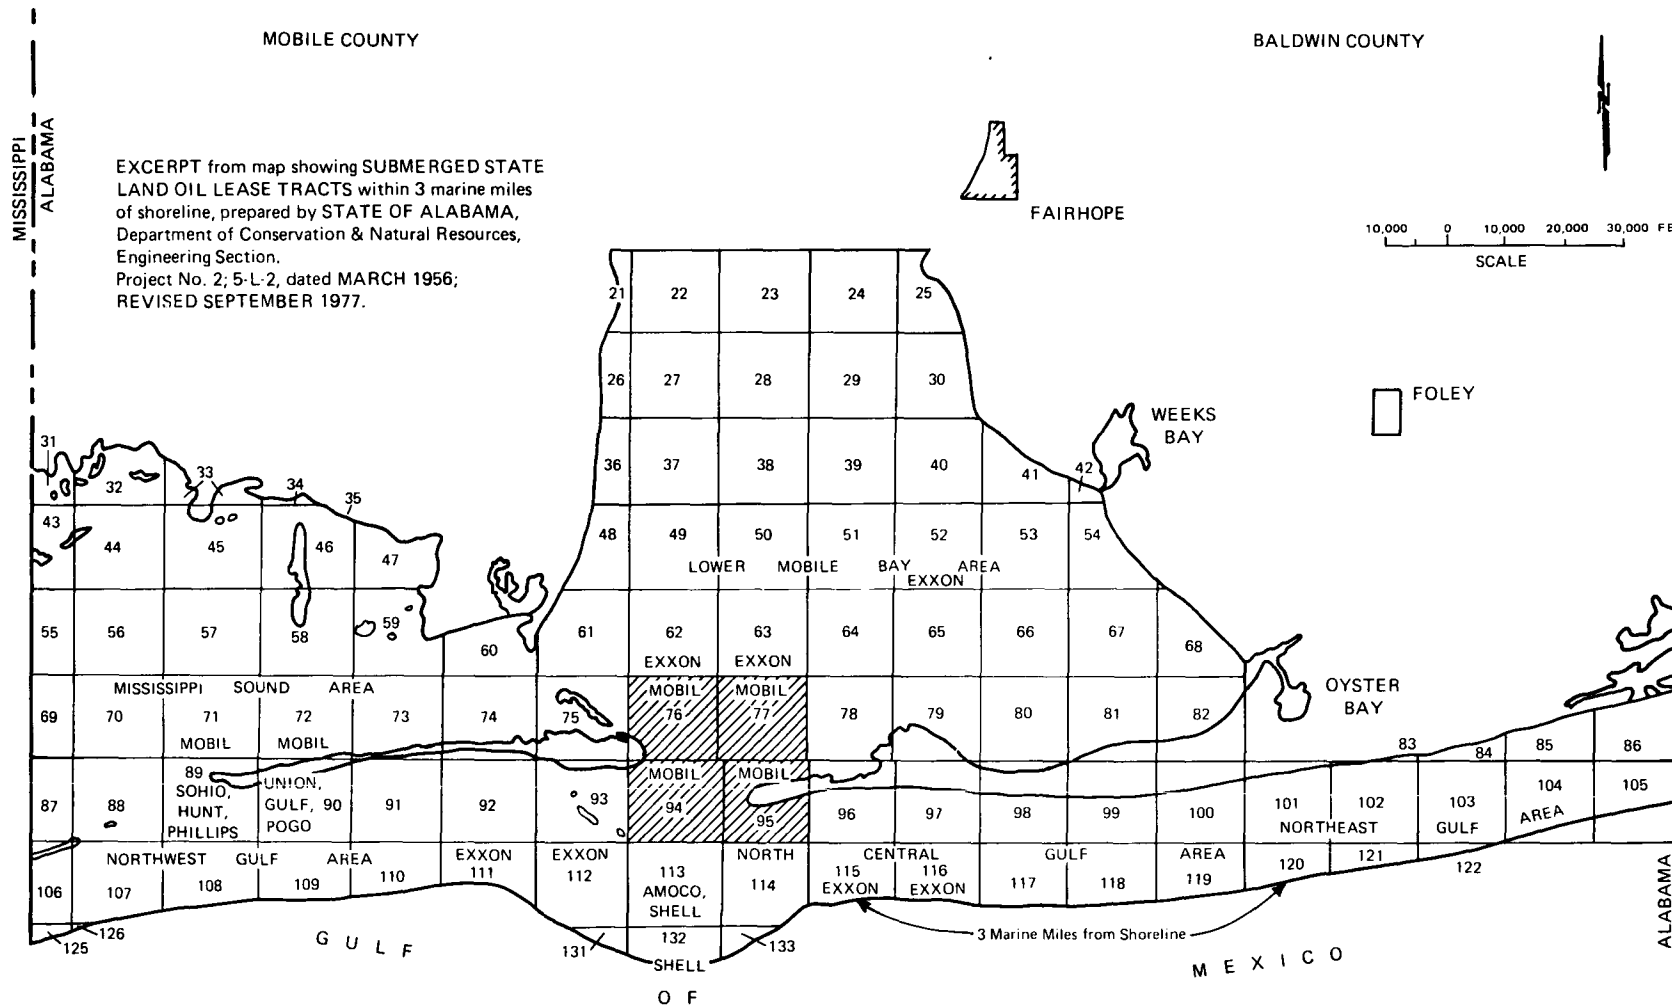 MOBILE COUNTY
BALDWIN COUNTY
MISSISSIPPI
ALABAMA
EXCERPT from map showing SUBMERGED STATE
LAND OIL LEASE TRACTS within 3 marine miles
of shoreline, prepared by STATE OF ALABAMA,
Department of Conservation & Natural Resources,
Engineering Section.
Project No. 2; 5-L-2, dated MARCH 1956;
REVISED SEPTEMBER 1977.
FAIRHOPE
10,000 0 10,000 20,000 30,000 FE
SCALE
21 22 23 24 25
26 27 28 29 30
FOLEY
WEEKS
BAY
31 32 33 34 35 36 37 38 39 40 41 42
43 44 45 46 47 48 49 50 51 52 53 54
LOWER MOBILE BAY AREA
EXXON
55 56 57 58 59 60 61 62 63 64 65 66 67 68
EXXON EXXON
MISSISSIPPI SOUND AREA
MOBIL MOBIL
69 70 71 72 73 74 75 76 77 78 79 80 81 82
MOBIL MOBIL
OYSTER
BAY
83 84 85 86
89
SOHIO,
HUNT,
PHILLIPS
UNION,
GULF,
POGO
MOBIL MOBIL
87 88 90 91 92 93 94 95 96 97 98 99 100 101 102 103 104 105
NORTHEAST GULF AREA
NORTHWEST GULF AREA
EXXON EXXON
NORTH CENTRAL GULF AREA
106 107 108 109 110 111 112 113 114 115 116 117 118 119 120 121 122
AMOCO,
SHELL
EXXON EXXON
125 126 131 132 133
SHELL
3 Marine Miles from Shoreline
GULF
OF
MEXICO
ALABAMA